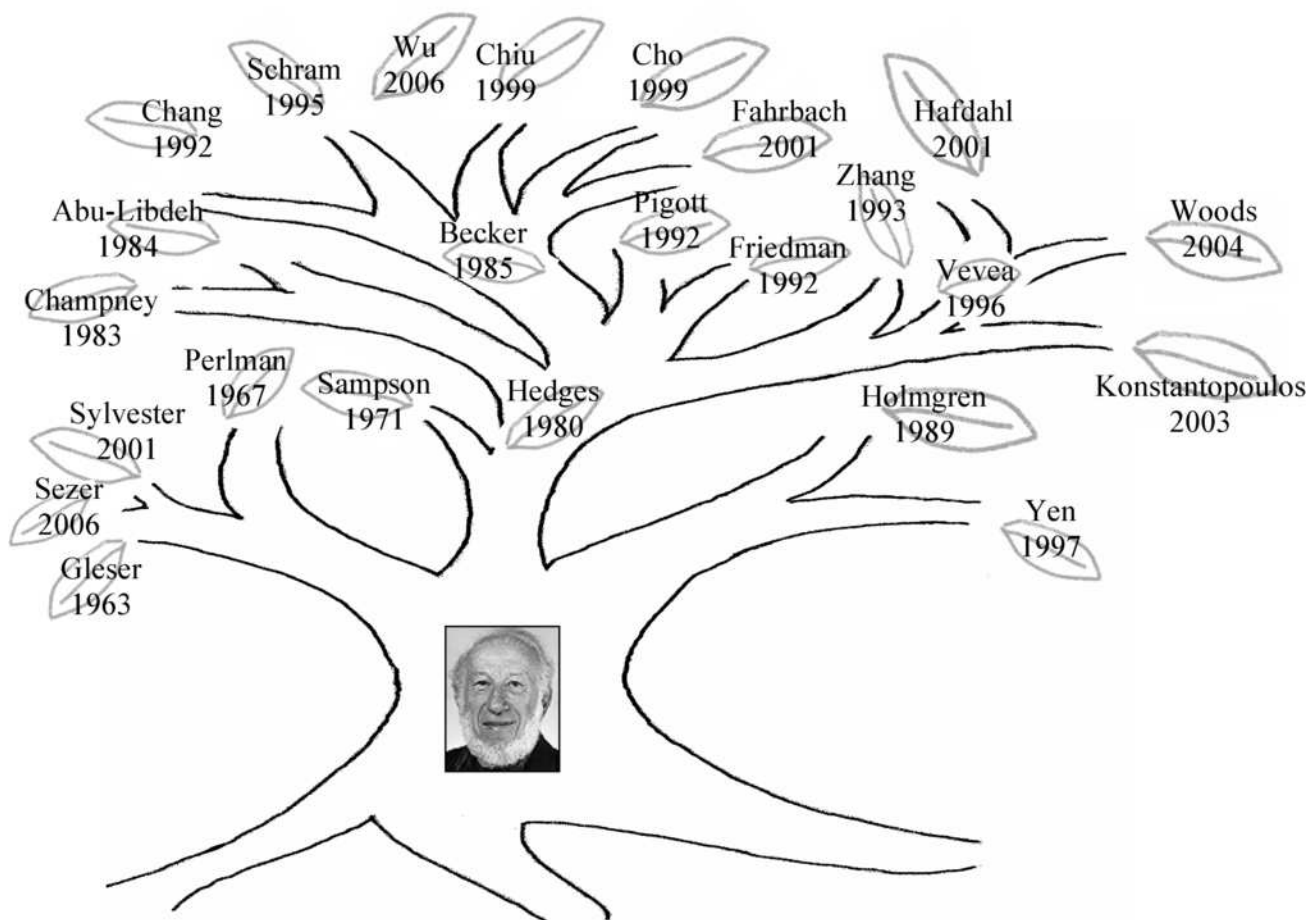 Wu
2006
Chiu
1999
Cho
1999
Schram
1995
Chang
1992
Fahrbach
2001
Hafdahl
2001
Zhang
1993
Abu-Libdeh
1984
Becker
1985
Pigott
1992
Friedman
1992
Vevea
1996
Woods
2004
Champney
1983
Perlman
1967
Sampson
1971
Hedges
1980
Holmgren
1989
Konstantopoulos
2003
Sylvester
2001
Sezer
2006
Gleser
1963
Yen
1997